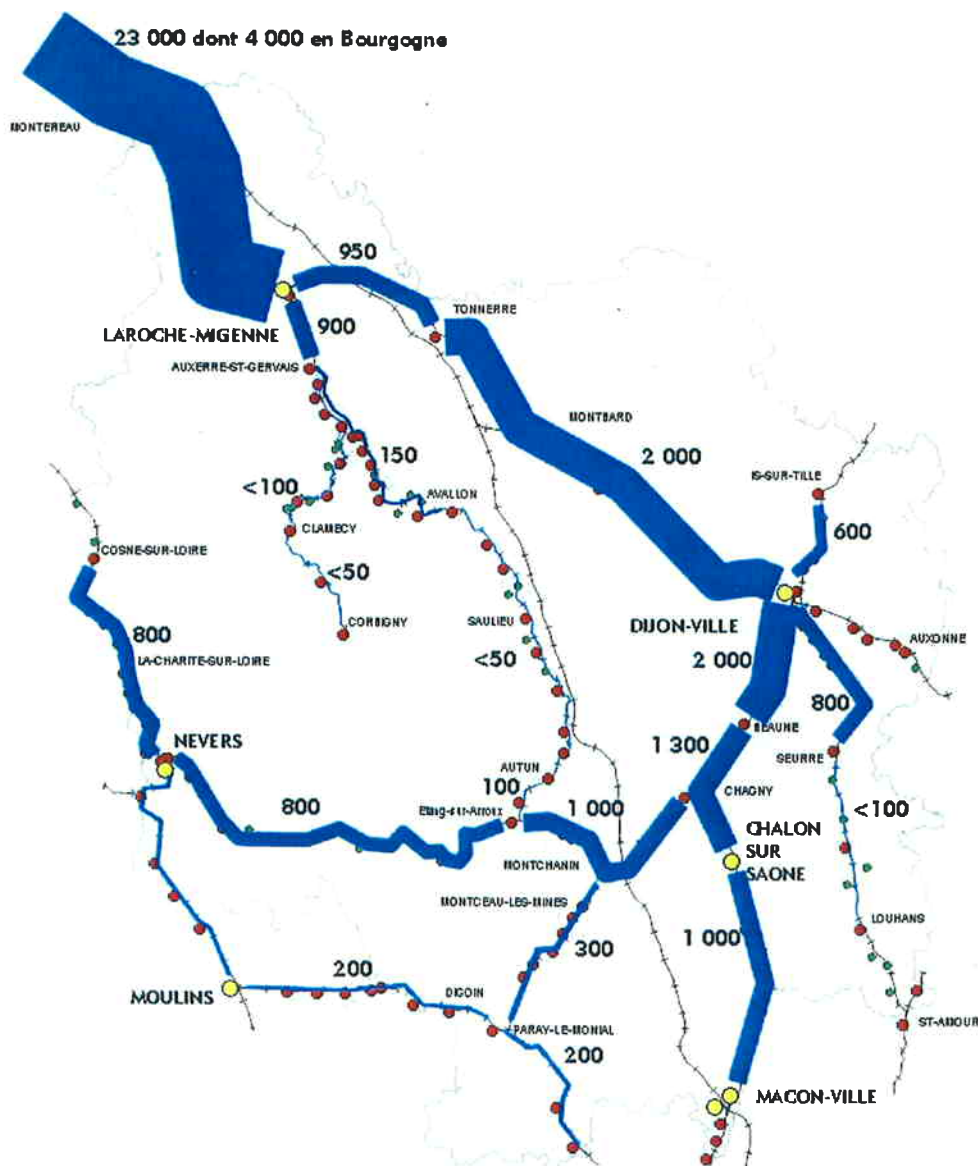 23 000 dont 4 000 en Bourgogne
MONTEREAU
950
TONNERRE
LAROCHE-MIGENNE
900
AUXERRE-ST-GERVAIS
MONTBARD
2 000
IS-SUR-TILLE
150
<100
AVALLON
600
CLAMECY
COSNE-SUR-LOIRE
<50
CORBIGNY
SAULIEU
DIJON-VILLE
AUXONNE
800
LA-CHARITE-SUR-LOIRE
<50
2 000
800
BEAUNE
NEVERS
1 300
SEURRE
AUTUN
100
CHAGNY
800
Etang-sur-Arroux
1 000
<100
CHALON
SUR
SAONE
MONTCHANIN
MONTCEAU-LES-MINES
LOUHANS
300
1 000
200
MOULINS
DIGOIN
PARAY-LE-MONIAL
ST-AMOUR
200
MACON-VILLE